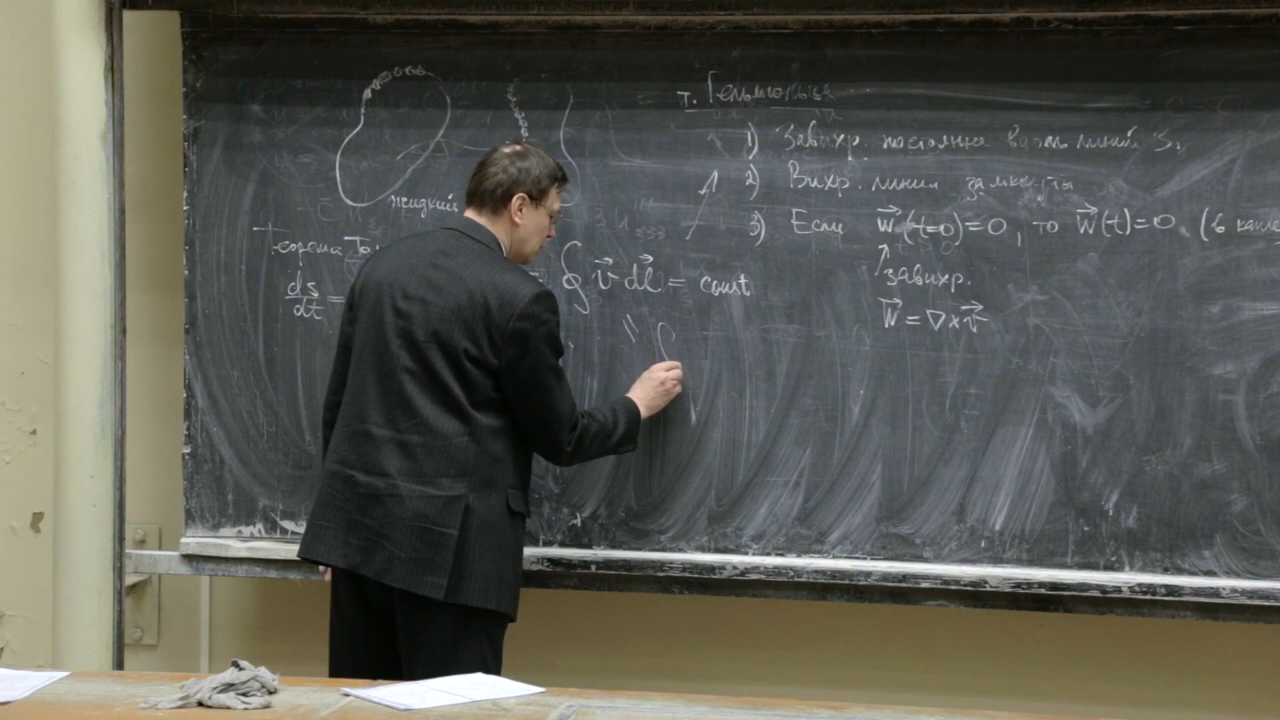 т. Гельмгольца
1) Завихр. постоянна вдоль линий з.
2) Вихр. линии замкнуты
3) Если w⃗(t=0)=0, то w⃗(t)=0. (в
завихр.
w⃗ = ∇×v⃗
жидкий
Теорема
ds/dt =
∮ v⃗ dl⃗ = const
||